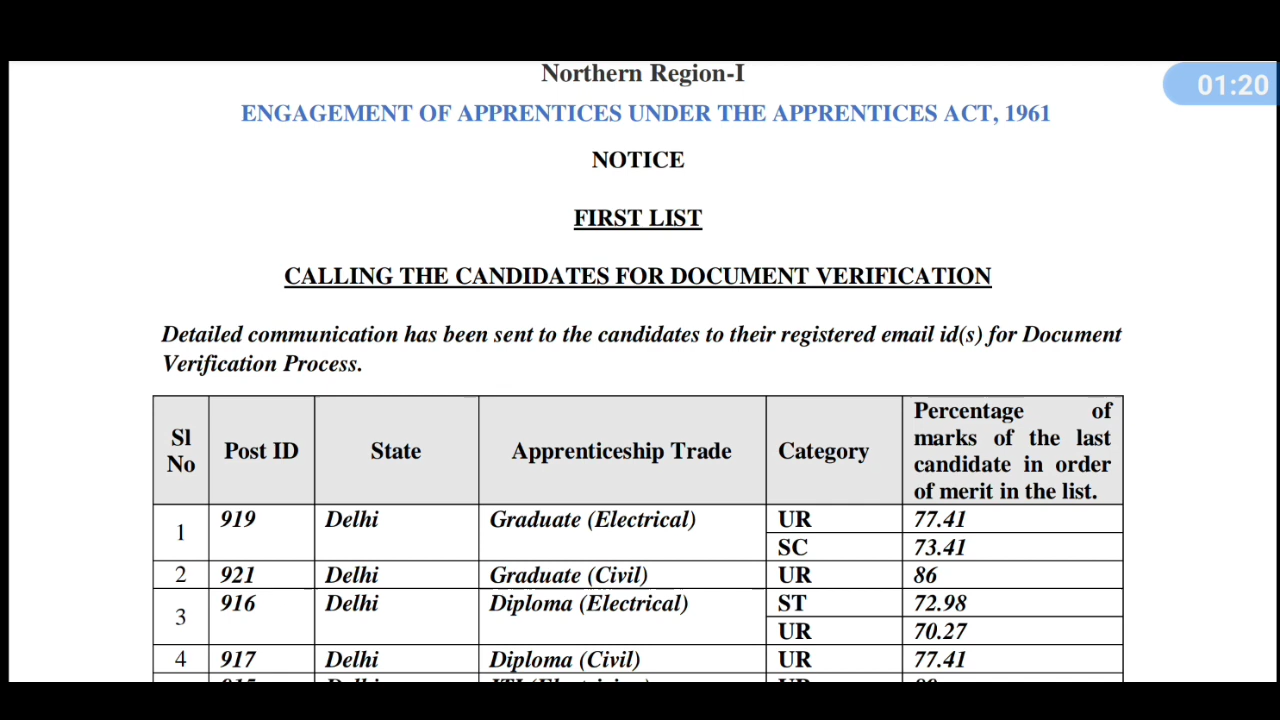 Northern Region-I
01:20
ENGAGEMENT OF APPRENTICES UNDER THE APPRENTICES ACT, 1961
NOTICE
FIRST LIST
CALLING THE CANDIDATES FOR DOCUMENT VERIFICATION
Detailed communication has been sent to the candidates to their registered email id(s) for Document
Verification Process.
Sl No Post ID State Apprenticeship Trade Category Percentage of marks of the last candidate in order of merit in the list.
1 919 Delhi Graduate (Electrical) UR 77.41
SC 73.41
2 921 Delhi Graduate (Civil) UR 86
3 916 Delhi Diploma (Electrical) ST 72.98
UR 70.27
4 917 Delhi Diploma (Civil) UR 77.41